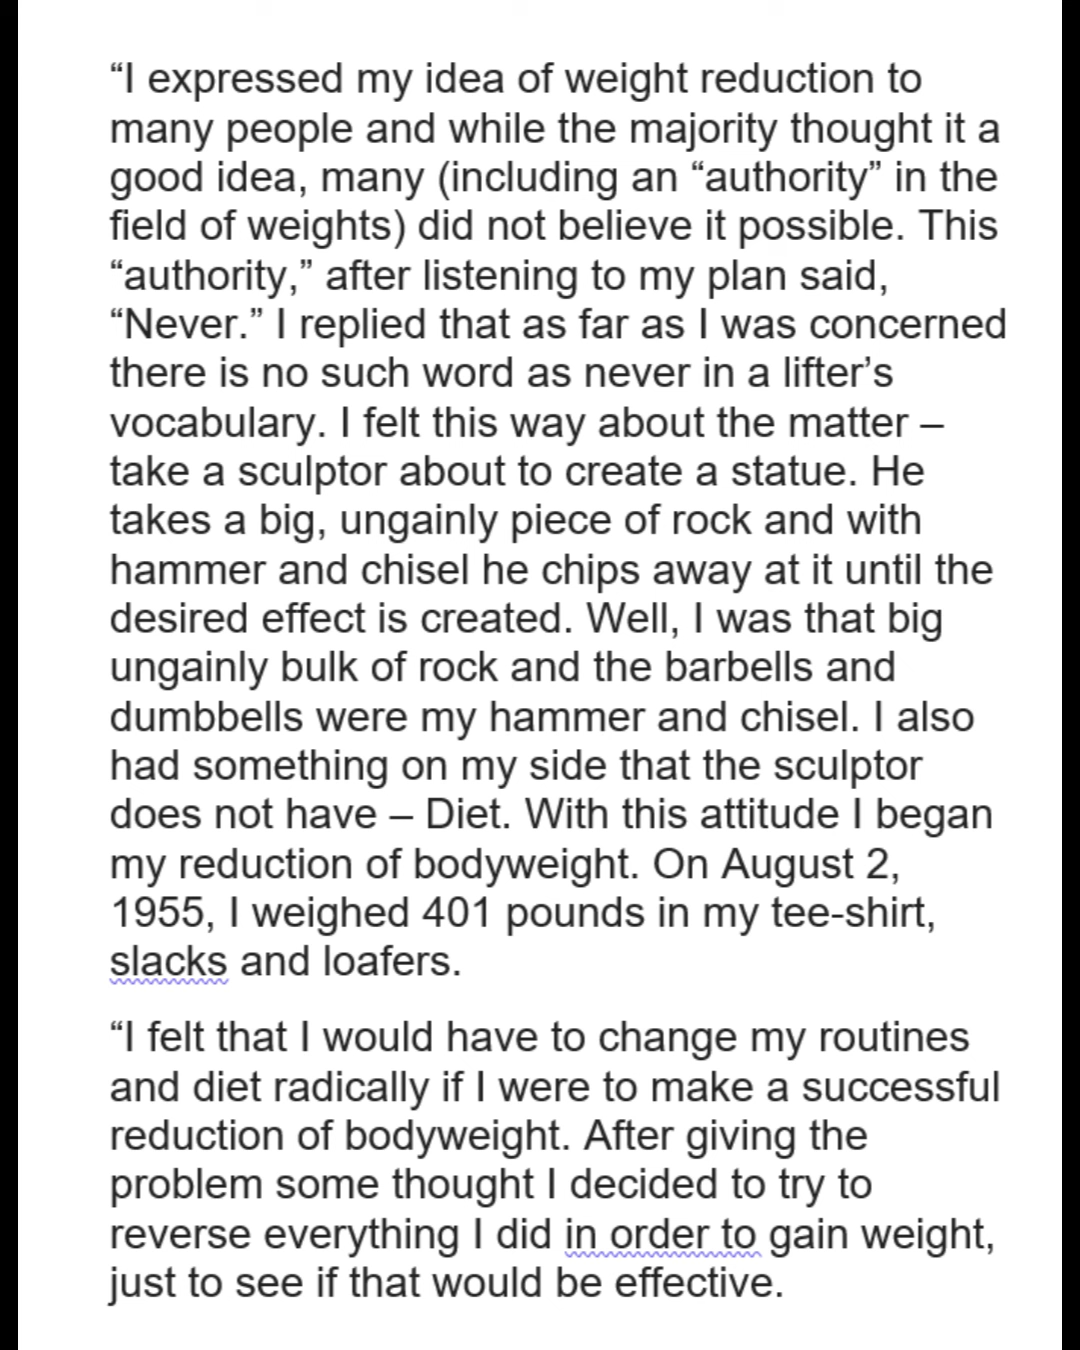 “I expressed my idea of weight reduction to
many people and while the majority thought it a
good idea, many (including an “authority” in the
field of weights) did not believe it possible. This
“authority,” after listening to my plan said,
“Never.” I replied that as far as I was concerned
there is no such word as never in a lifter’s
vocabulary. I felt this way about the matter –
take a sculptor about to create a statue. He
takes a big, ungainly piece of rock and with
hammer and chisel he chips away at it until the
desired effect is created. Well, I was that big
ungainly bulk of rock and the barbells and
dumbbells were my hammer and chisel. I also
had something on my side that the sculptor
does not have – Diet. With this attitude I began
my reduction of bodyweight. On August 2,
1955, I weighed 401 pounds in my tee-shirt,
slacks and loafers.
“I felt that I would have to change my routines
and diet radically if I were to make a successful
reduction of bodyweight. After giving the
problem some thought I decided to try to
reverse everything I did in order to gain weight,
just to see if that would be effective.